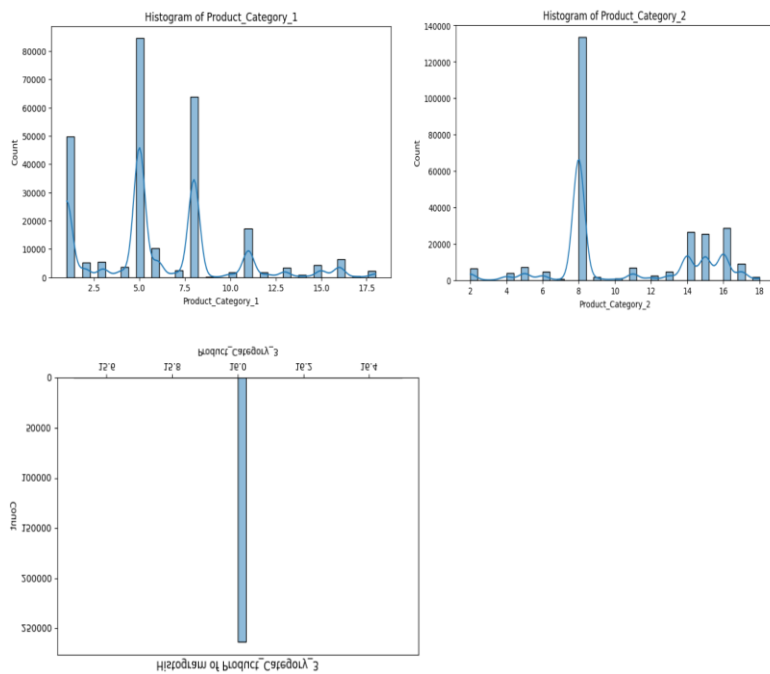 Histogram of Product_Category_1
80000
70000
60000
50000
40000
30000
20000
10000
0
Count
2.5 5.0 7.5 10.0 12.5 15.0 17.5
Product_Category_1
Histogram of Product_Category_2
140000
120000
100000
80000
60000
40000
20000
0
Count
2 4 6 8 10 12 14 16 18
Product_Category_2
Product_Category_3
15.6 15.8 16.0 16.2 16.4
0
50000
100000
150000
200000
250000
Count
Histogram of Product_Category_3